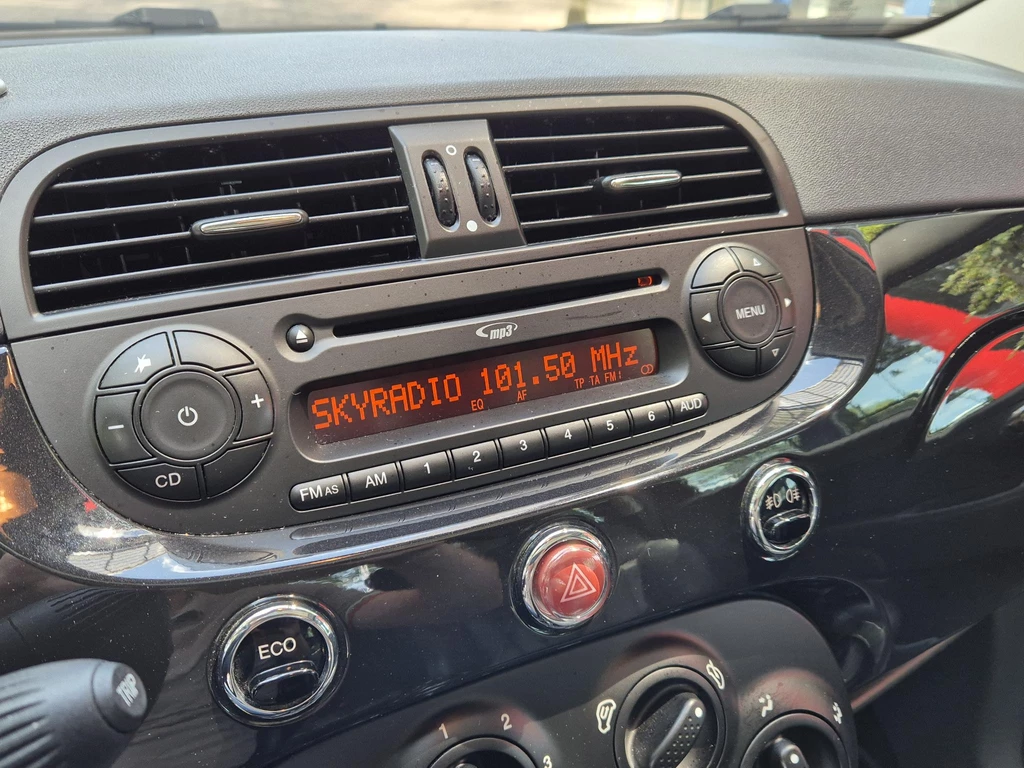 mp3
MENU
SKYRADIO 101.50 MHz
EQ AF TP TA FM1 CD
CD
FM AS AM 1 2 3 4 5 6 AUD
ECO
TRIP
1 2 3